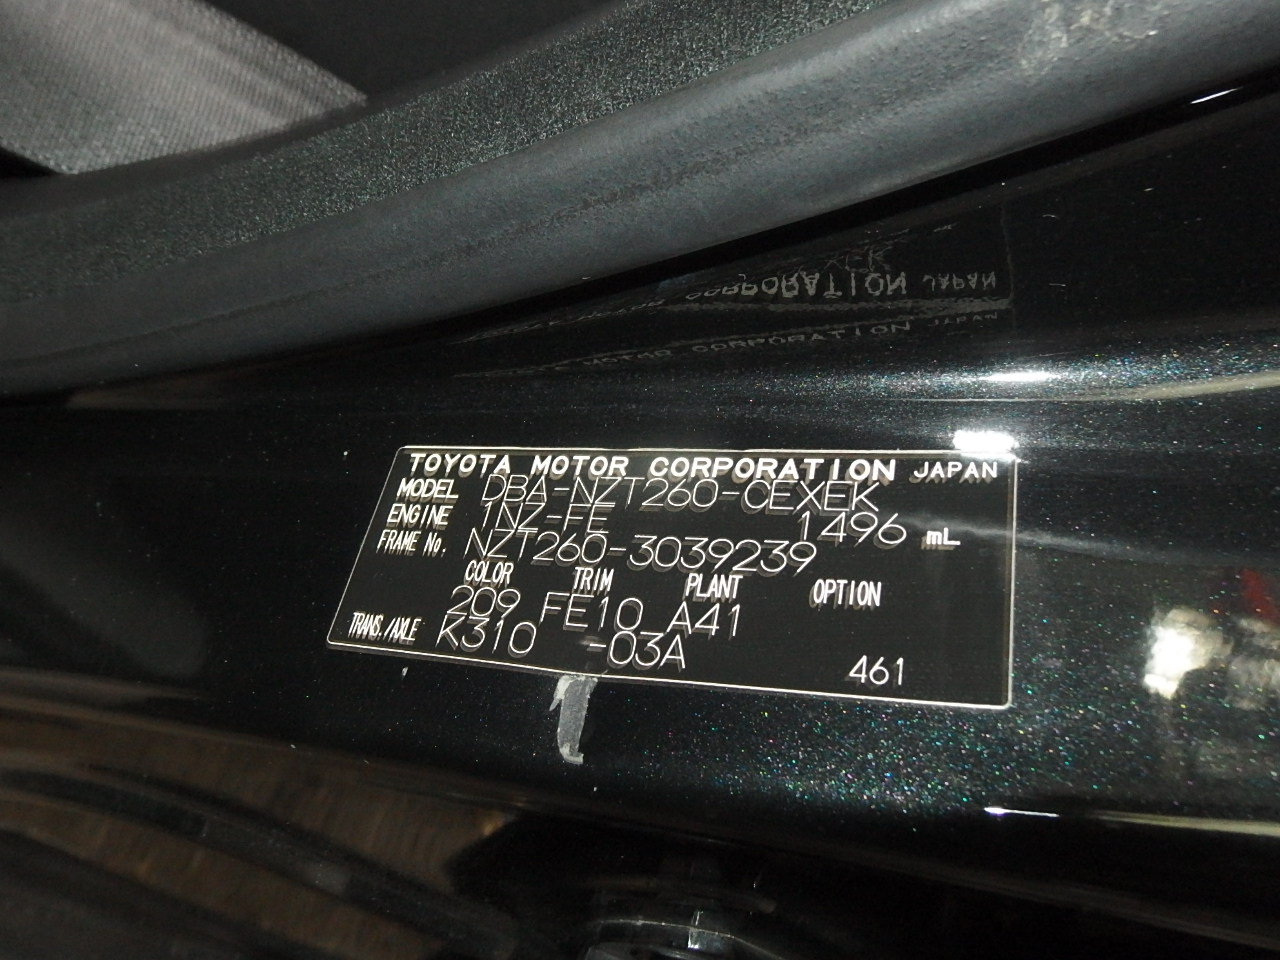 TOYOTA MOTOR CORPORATION JAPAN
MODEL DBA-NZT260-CEXEK
ENGINE 1NZ-FE 1496 mL
FRAME No. NZT260-3039239
COLOR TRIM PLANT OPTION
209 FE10 A41
TRANS./AXLE K310 -03A
461